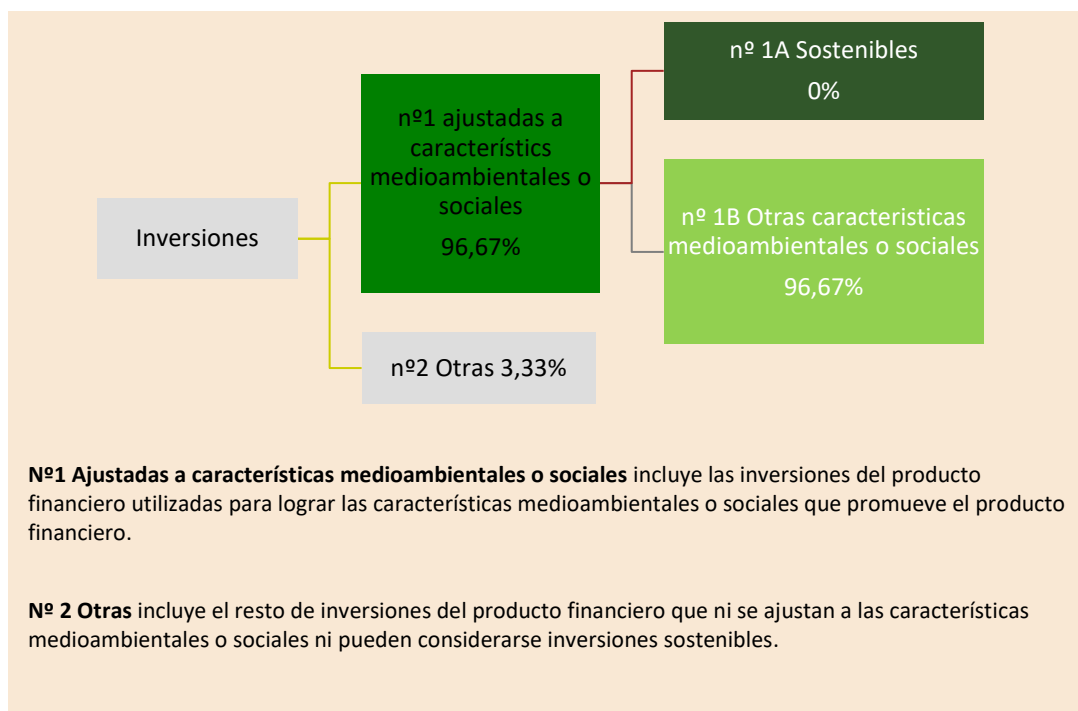 nº 1A Sostenibles
0%
nº1 ajustadas a
característics
medioambientales o
sociales
96,67%
nº 1B Otras caracteristicas
medioambientales o sociales
96,67%
Inversiones
nº2 Otras 3,33%
Nº1 Ajustadas a características medioambientales o sociales incluye las inversiones del producto
financiero utilizadas para lograr las características medioambientales o sociales que promueve el producto
financiero.
Nº 2 Otras incluye el resto de inversiones del producto financiero que ni se ajustan a las características
medioambientales o sociales ni pueden considerarse inversiones sostenibles.